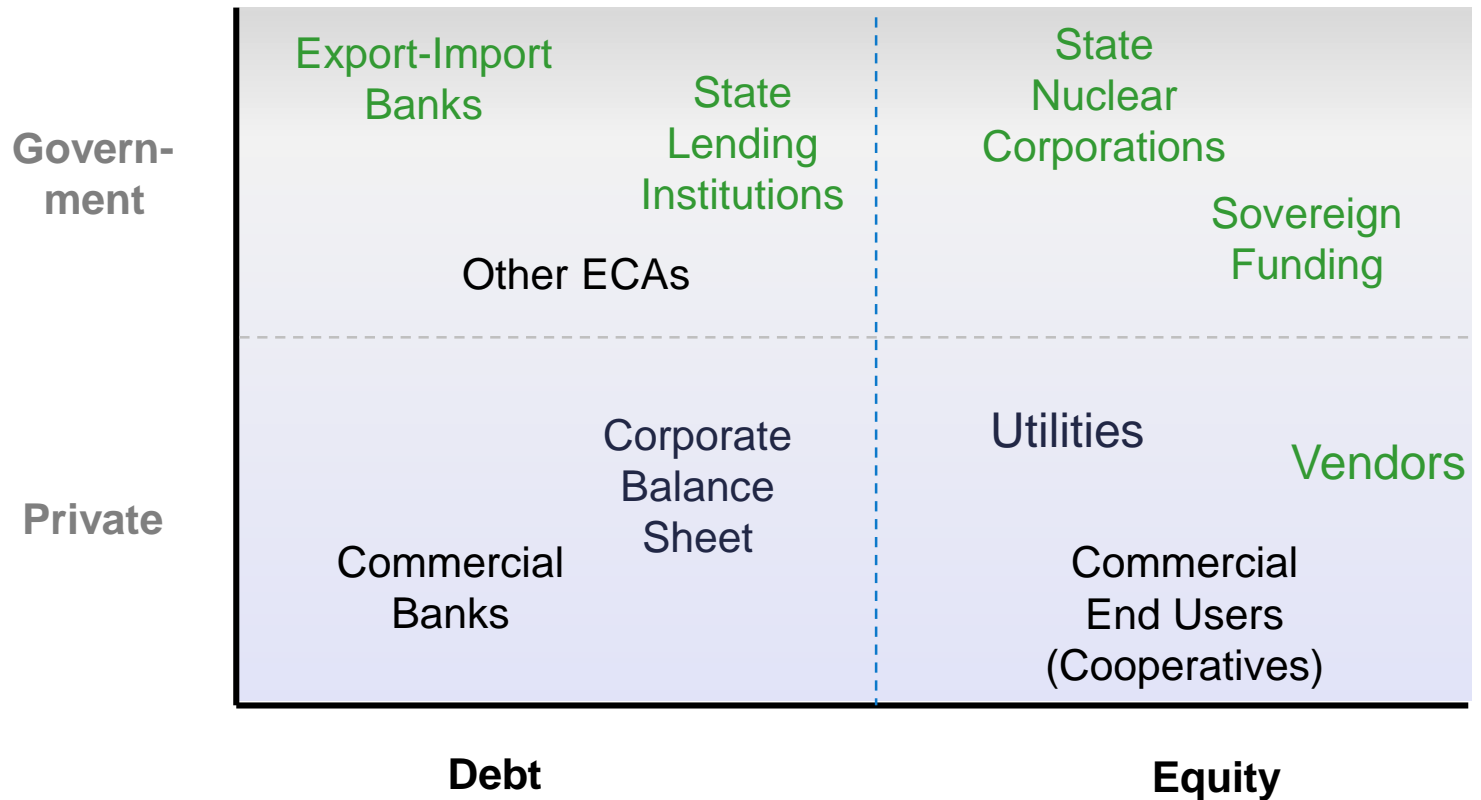 Govern-
ment
Export-Import
Banks
State
Lending
Institutions
Other ECAs
State
Nuclear
Corporations
Sovereign
Funding
Private
Corporate
Balance
Sheet
Commercial
Banks
Utilities
Vendors
Commercial
End Users
(Cooperatives)
Debt
Equity